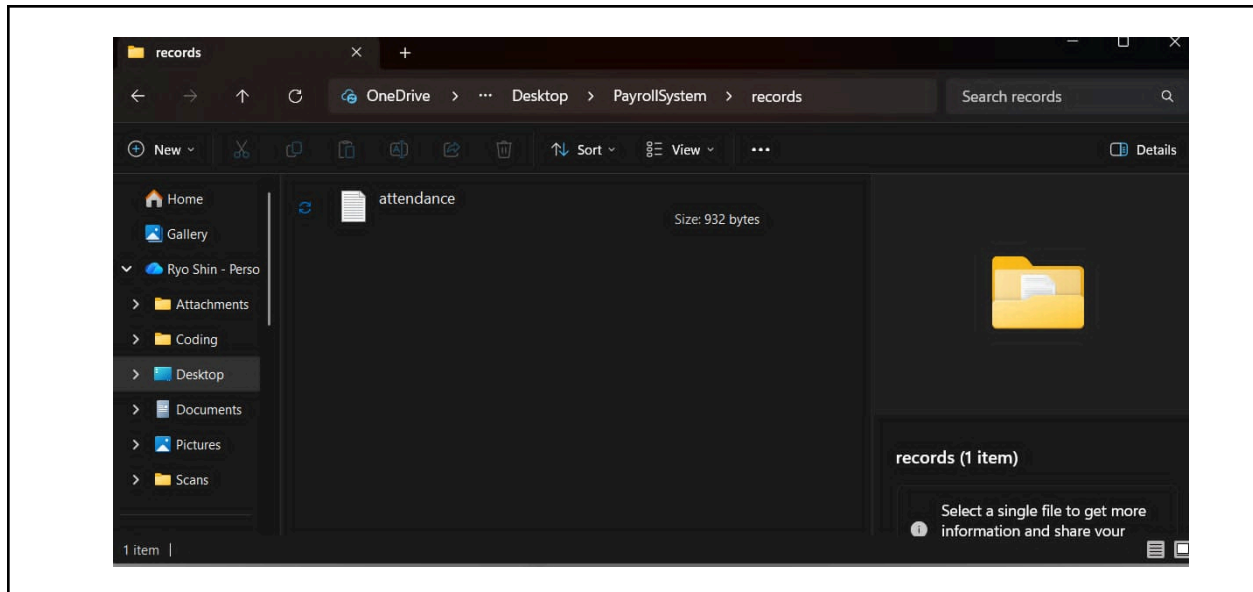 records
OneDrive > ... Desktop > PayrollSystem > records
Search records
New
Sort
View
...
Details
Home
Gallery
Ryo Shin - Perso
Attachments
Coding
Desktop
Documents
Pictures
Scans
attendance
Size: 932 bytes
records (1 item)
Select a single file to get more
information and share your
1 item